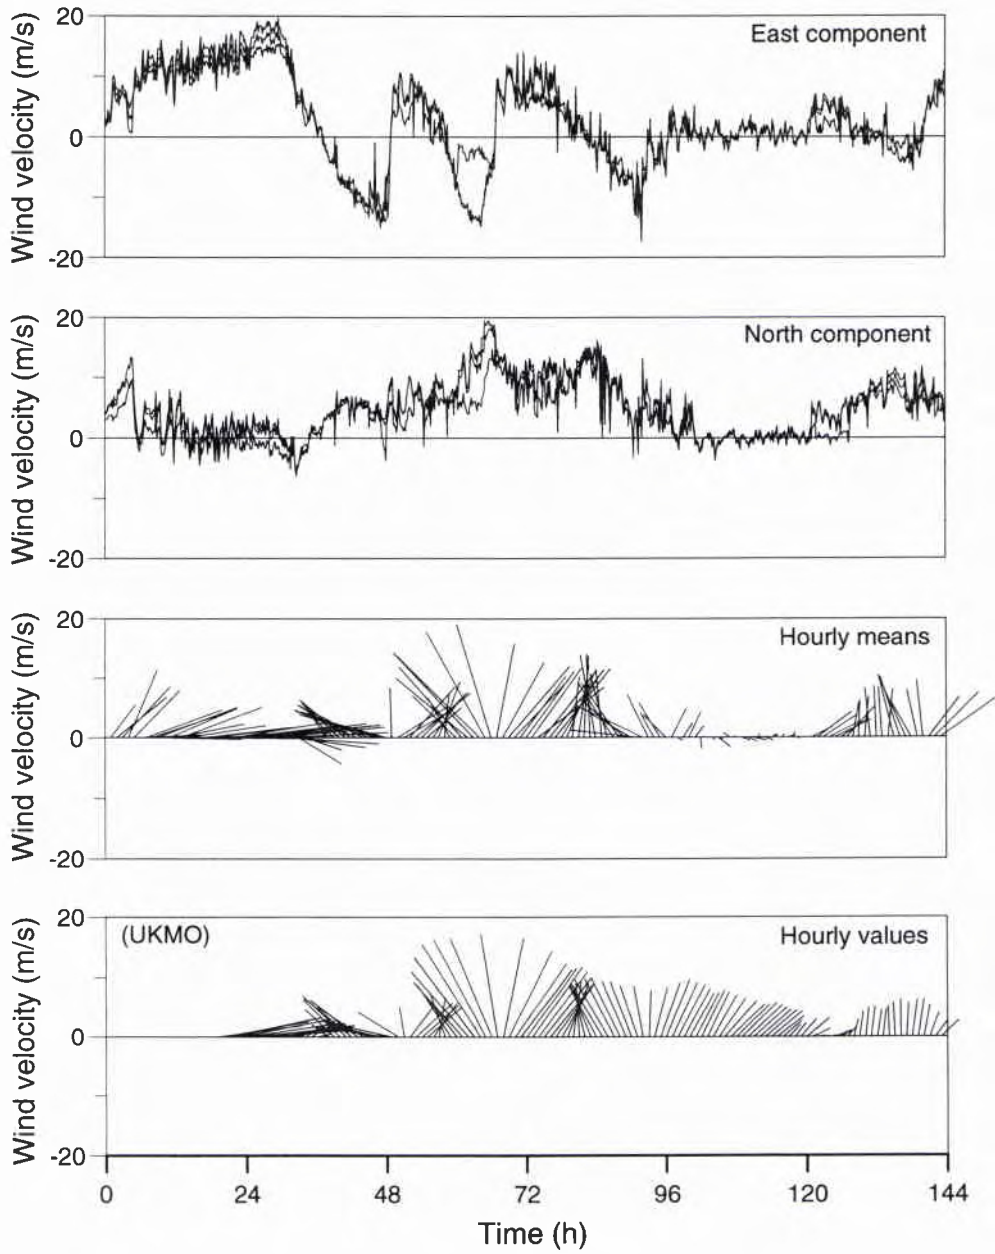 Wind velocity (m/s)
20
0
-20
East component
Wind velocity (m/s)
20
0
-20
North component
Wind velocity (m/s)
20
0
-20
Hourly means
Wind velocity (m/s)
20
0
-20
(UKMO)
Hourly values
0 24 48 72 96 120 144
Time (h)